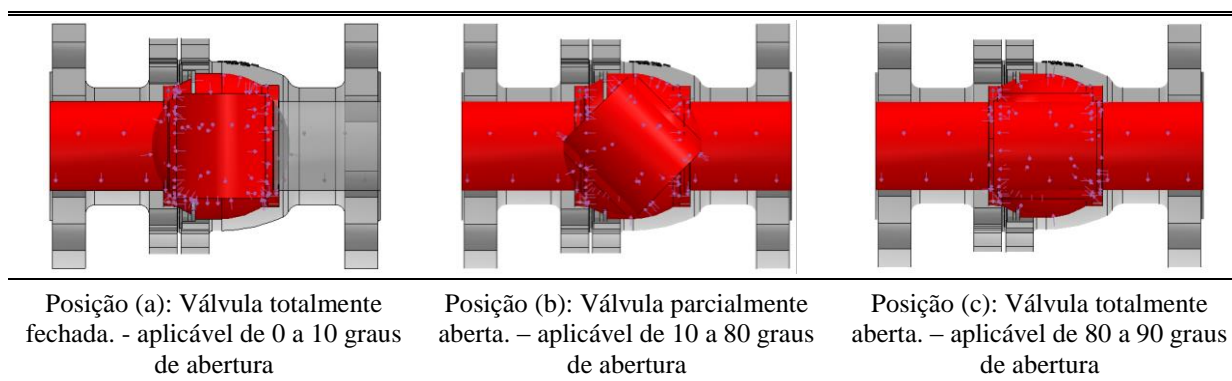 Posição (a): Válvula totalmente
fechada. - aplicável de 0 a 10 graus
de abertura
Posição (b): Válvula parcialmente
aberta. – aplicável de 10 a 80 graus
de abertura
Posição (c): Válvula totalmente
aberta. – aplicável de 80 a 90 graus
de abertura